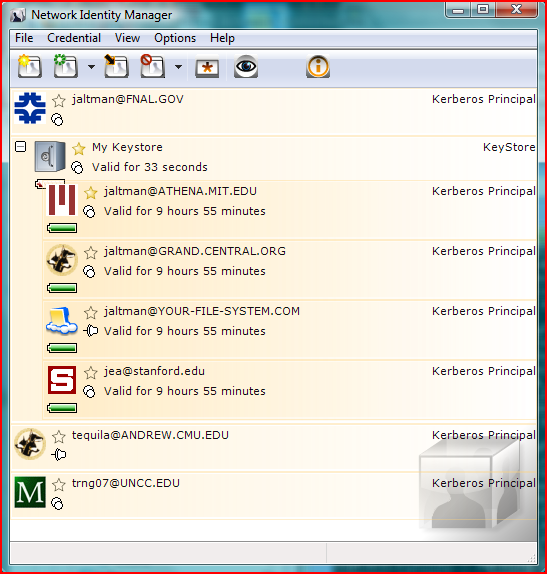 Network Identity Manager
File Credential View Options Help
jaltman@FNAL.GOV Kerberos Principal
My Keystore KeyStore
Valid for 33 seconds
jaltman@ATHENA.MIT.EDU Kerberos Principal
Valid for 9 hours 55 minutes
jaltman@GRAND.CENTRAL.ORG Kerberos Principal
Valid for 9 hours 55 minutes
jaltman@YOUR-FILE-SYSTEM.COM Kerberos Principal
Valid for 9 hours 55 minutes
S jea@stanford.edu Kerberos Principal
Valid for 9 hours 55 minutes
tequila@ANDREW.CMU.EDU Kerberos Principal
M trng07@UNCC.EDU Kerberos Principal